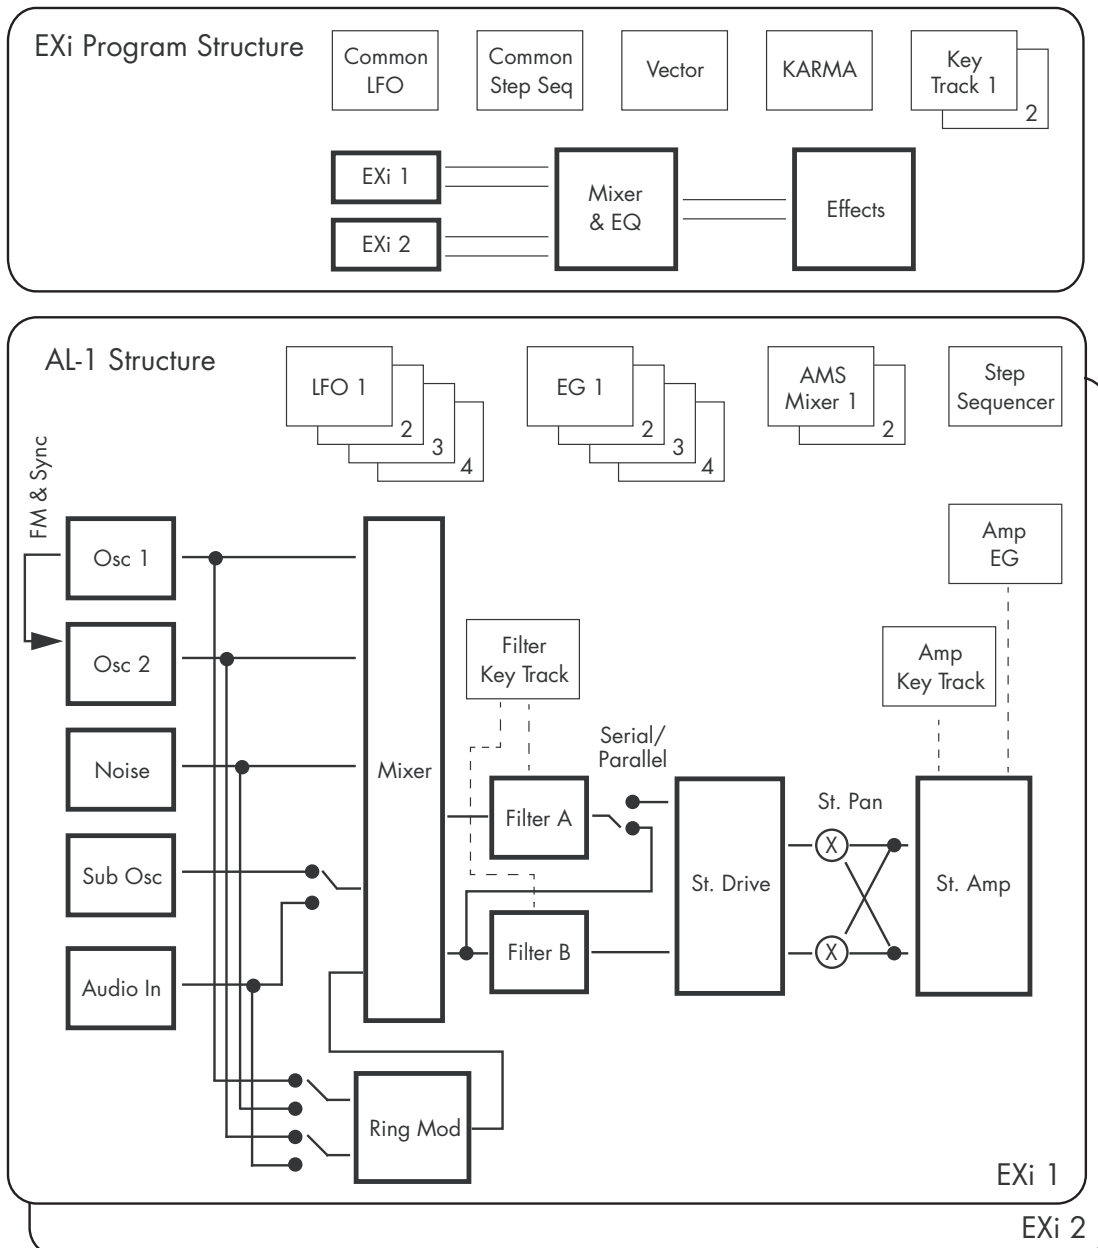 EXi Program Structure
Common
LFO
Common
Step Seq
Vector
KARMA
Key
Track 1
2
EXi 1
EXi 2
Mixer
& EQ
Effects
AL-1 Structure
LFO 1
2
3
4
EG 1
2
3
4
AMS
Mixer 1
2
Step
Sequencer
FM & Sync
Osc 1
Osc 2
Noise
Sub Osc
Audio In
Mixer
Filter
Key Track
Serial/
Parallel
Filter A
Filter B
St. Drive
St. Pan
X
X
Amp
EG
Amp
Key Track
St. Amp
Ring Mod
EXi 1
EXi 2